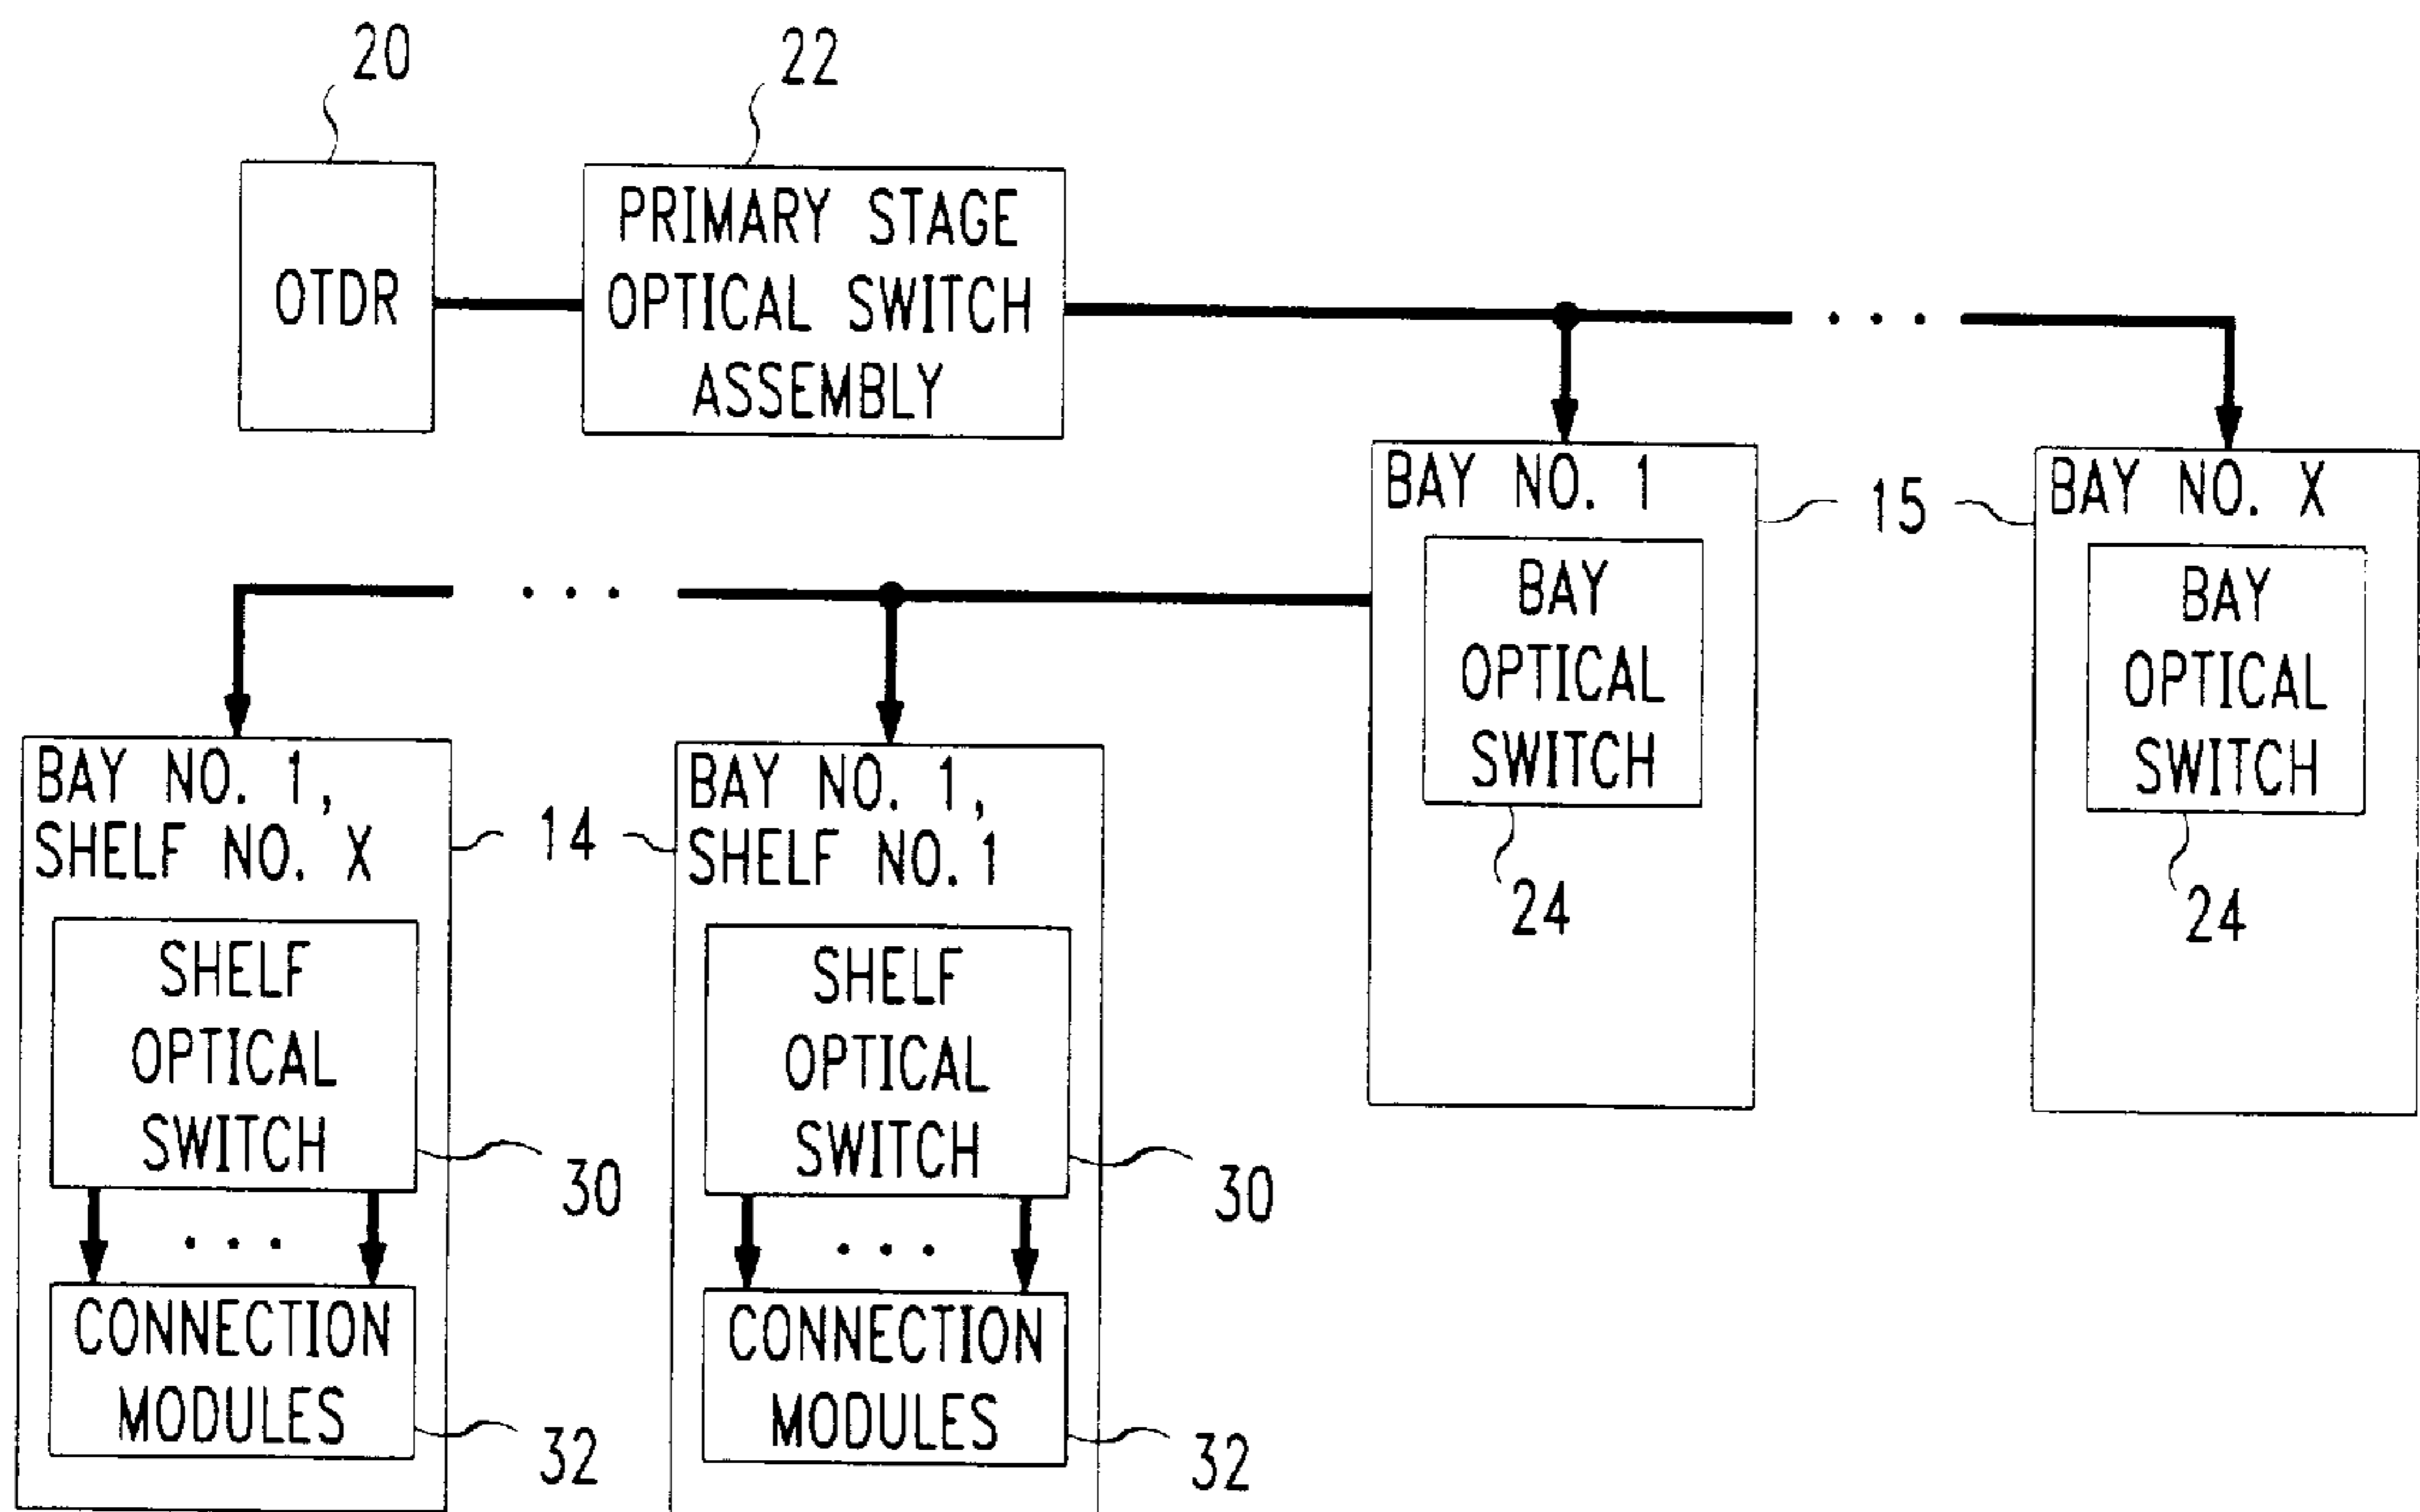 20
22
OTDR
PRIMARY STAGE
OPTICAL SWITCH
ASSEMBLY
BAY NO. 1
15
BAY NO. X
BAY
OPTICAL
SWITCH
24
BAY
OPTICAL
SWITCH
24
BAY NO. 1,
SHELF NO. X
14
BAY NO. 1,
SHELF NO. 1
SHELF
OPTICAL
SWITCH
30
SHELF
OPTICAL
SWITCH
30
CONNECTION
MODULES
32
CONNECTION
MODULES
32